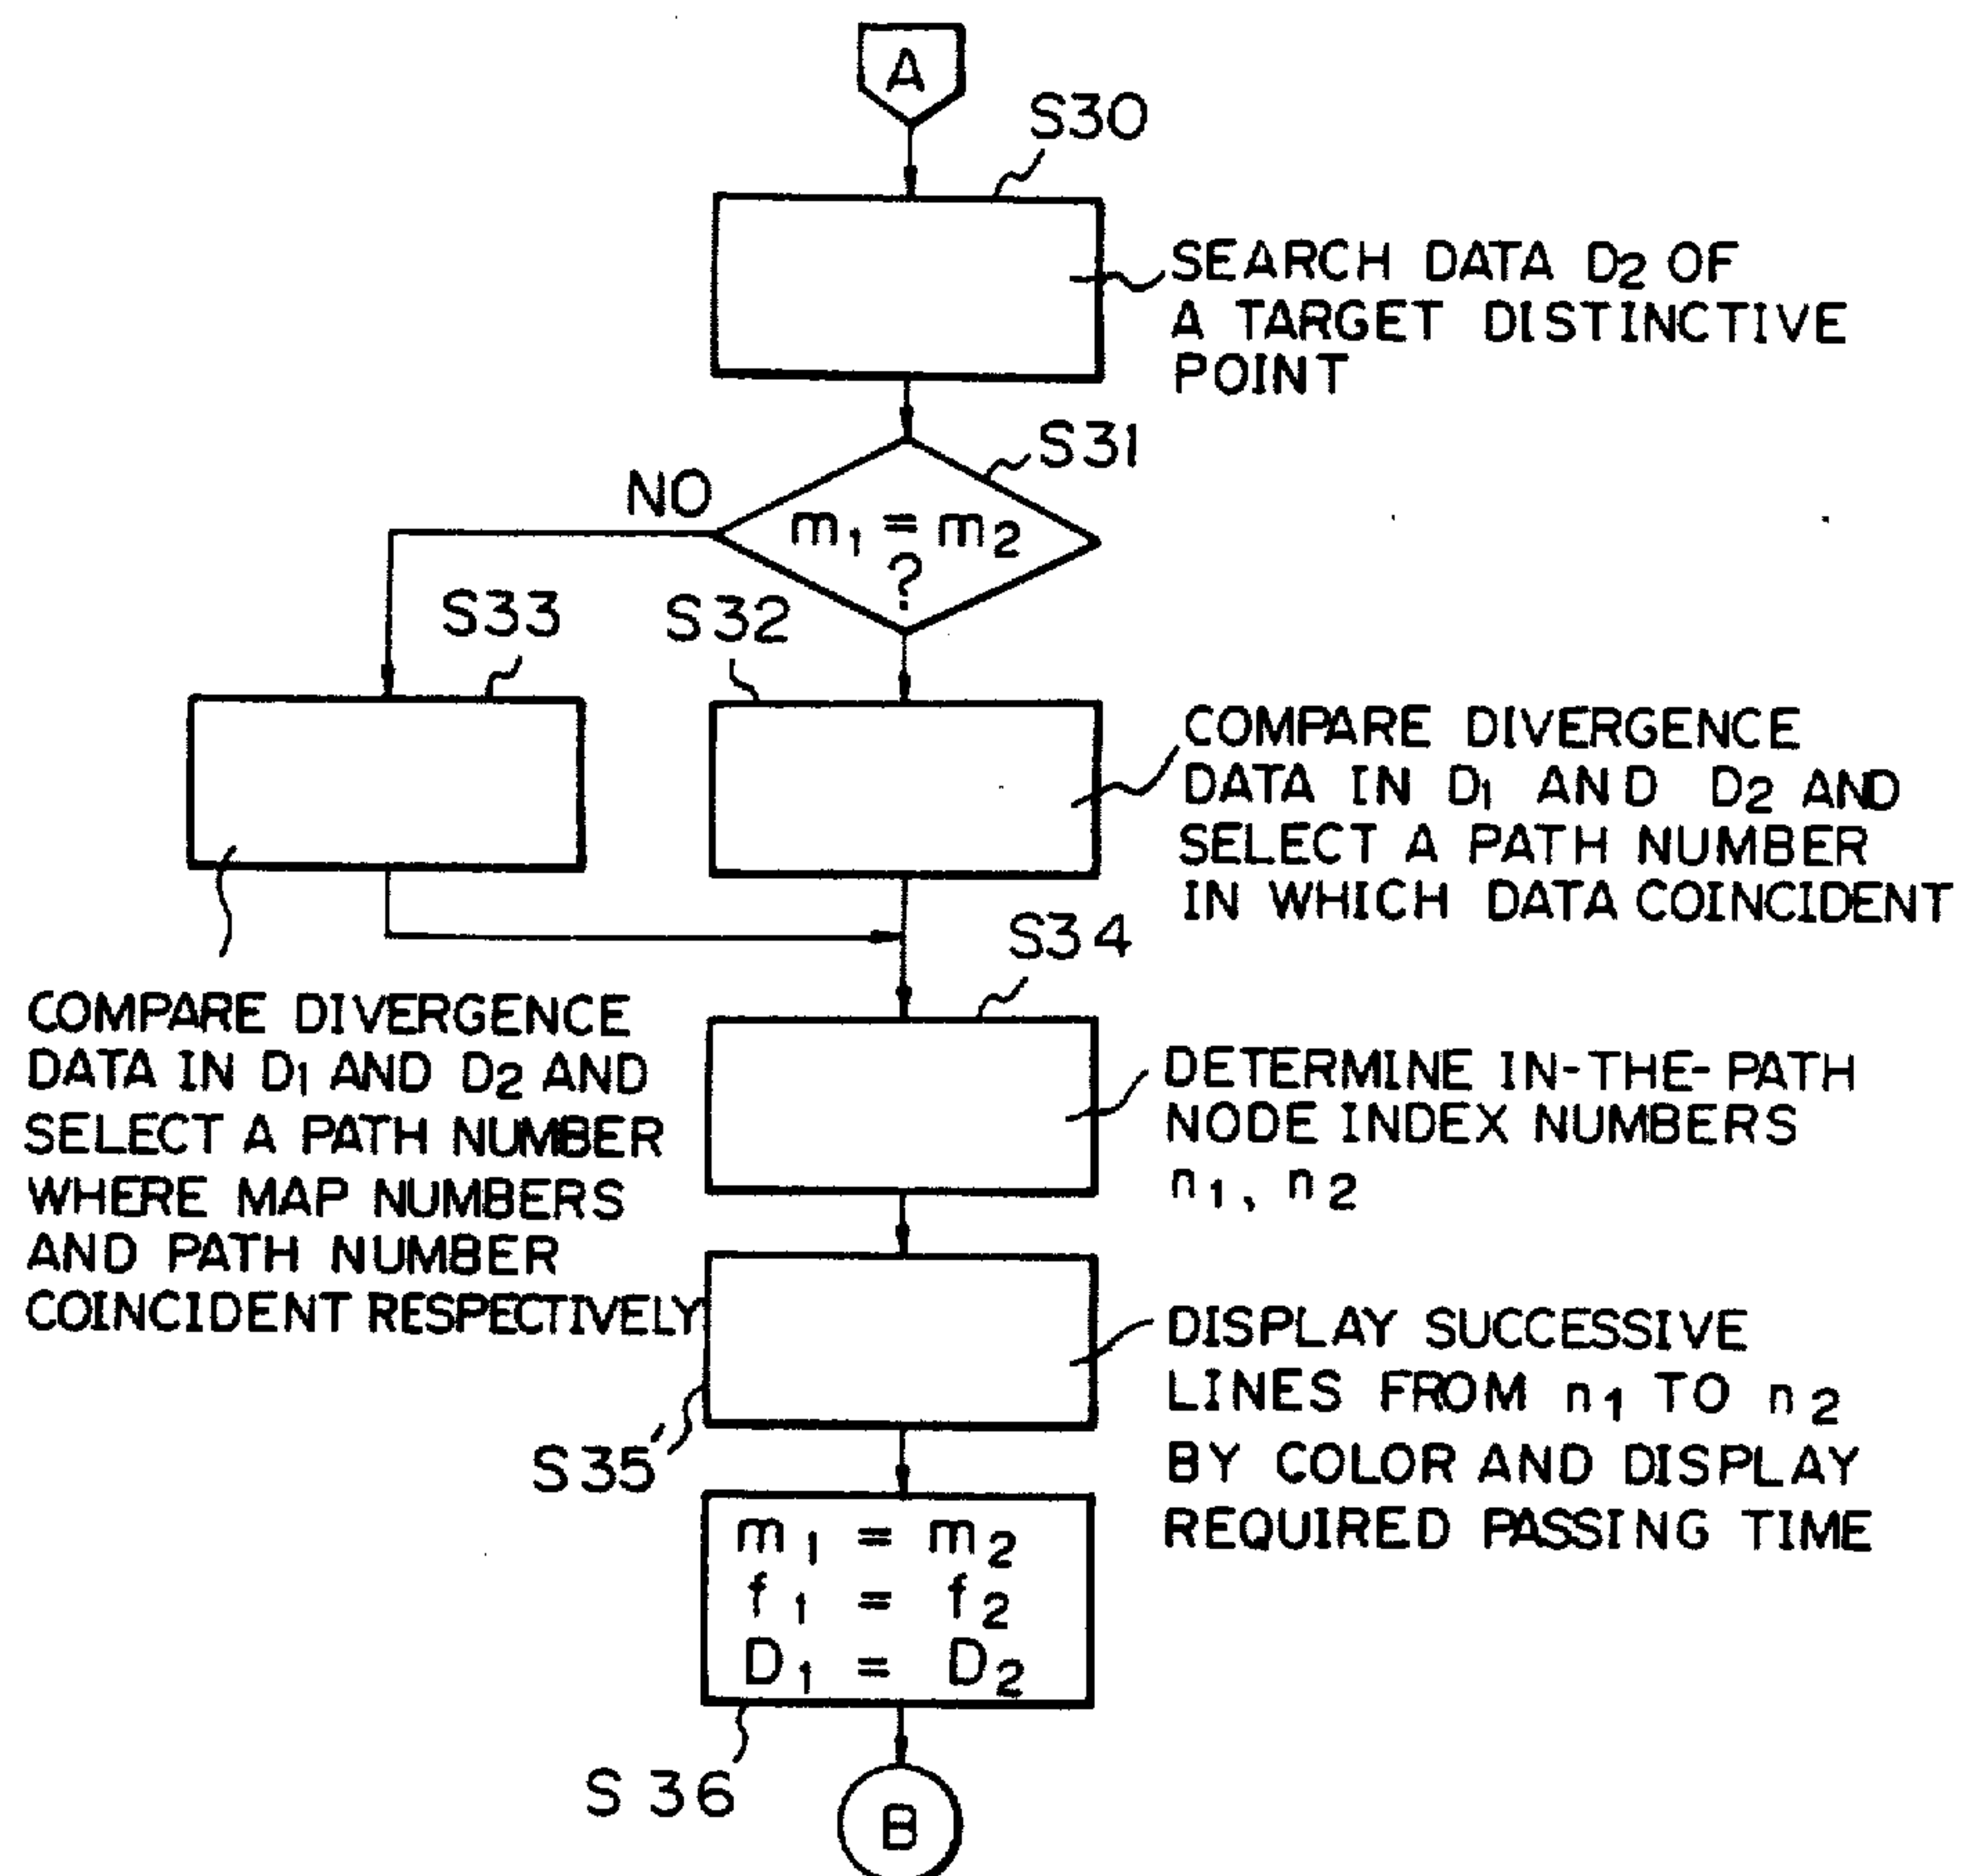 A
S30
SEARCH DATA D2 OF
A TARGET DISTINCTIVE
POINT
S31
NO
m1 = m2
?
S33
S32
COMPARE DIVERGENCE
DATA IN D1 AND D2 AND
SELECT A PATH NUMBER
IN WHICH DATA COINCIDENT
S34
COMPARE DIVERGENCE
DATA IN D1 AND D2 AND
SELECT A PATH NUMBER
WHERE MAP NUMBERS
AND PATH NUMBER
COINCIDENT RESPECTIVELY
DETERMINE IN-THE-PATH
NODE INDEX NUMBERS
n1, n2
DISPLAY SUCCESSIVE
LINES FROM n1 TO n2
BY COLOR AND DISPLAY
REQUIRED PASSING TIME
S35'
m1 = m2
f1 = f2
D1 = D2
S36
B